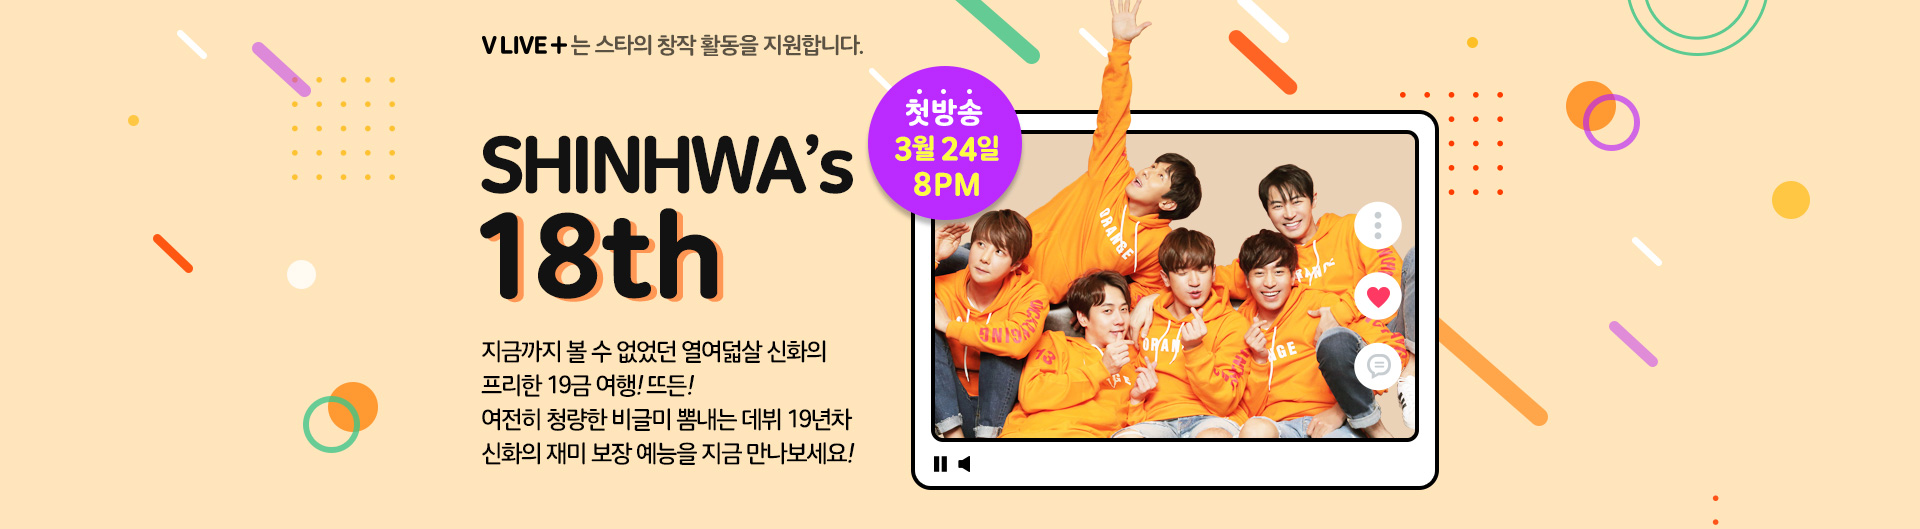 V LIVE+는 스타의 창작 활동을 지원합니다.
SHINHWA's
18th
지금까지 볼 수 없었던 열여덟살 신화의
프리한 19금 여행! 뜨든!
여전히 청량한 비글미 뽐내는 데뷔 19년차
신화의 재미 보장 예능을 지금 만나보세요!
첫방송
3월 24일
8PM
ORANGE